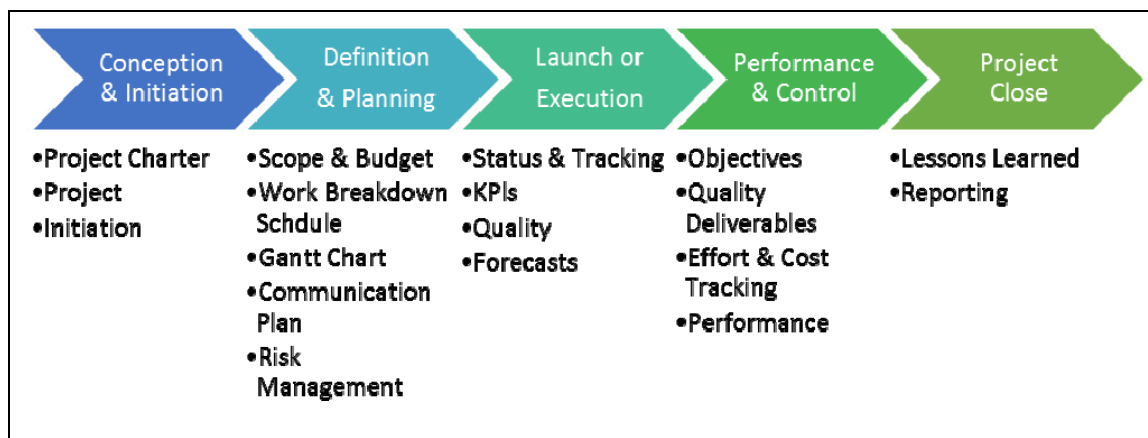 Conception
& Initiation
Definition
& Planning
Launch or
Execution
Performance
& Control
Project
Close
•Project Charter
•Project
•Initiation
•Scope & Budget
•Work Breakdown
Schdule
•Gantt Chart
•Communication
Plan
•Risk
Management
•Status & Tracking
•KPIs
•Quality
•Forecasts
•Objectives
•Quality
Deliverables
•Effort & Cost
Tracking
•Performance
•Lessons Learned
•Reporting